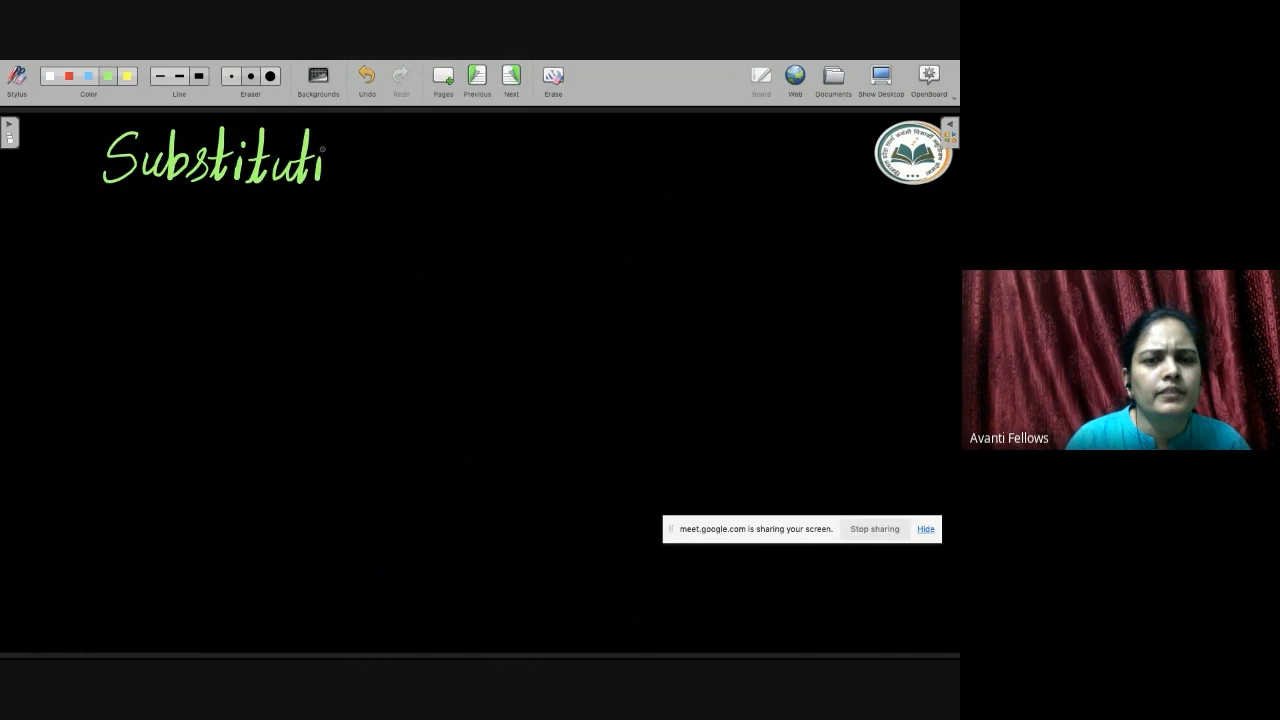 Stylus Color Line Eraser Backgrounds Undo Redo Pages Previous Next Erase Board Web Documents Show Desktop OpenBoard
Substituti
meet.google.com is sharing your screen. Stop sharing Hide
Avanti Fellows